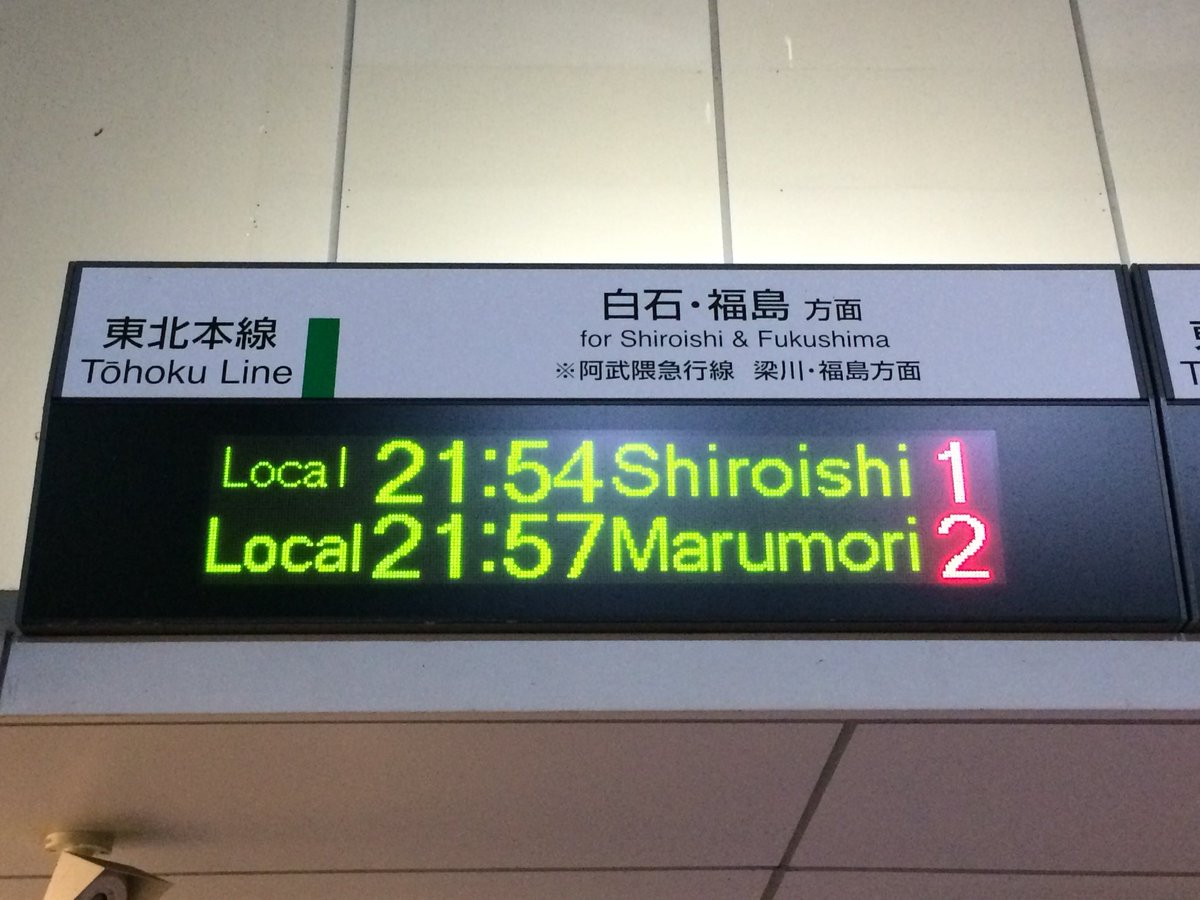 東北本線
Tōhoku Line
白石・福島 方面
for Shiroishi & Fukushima
※阿武隈急行線 梁川・福島方面
Local 21:54 Shiroishi 1
Local 21:57 Marumori 2